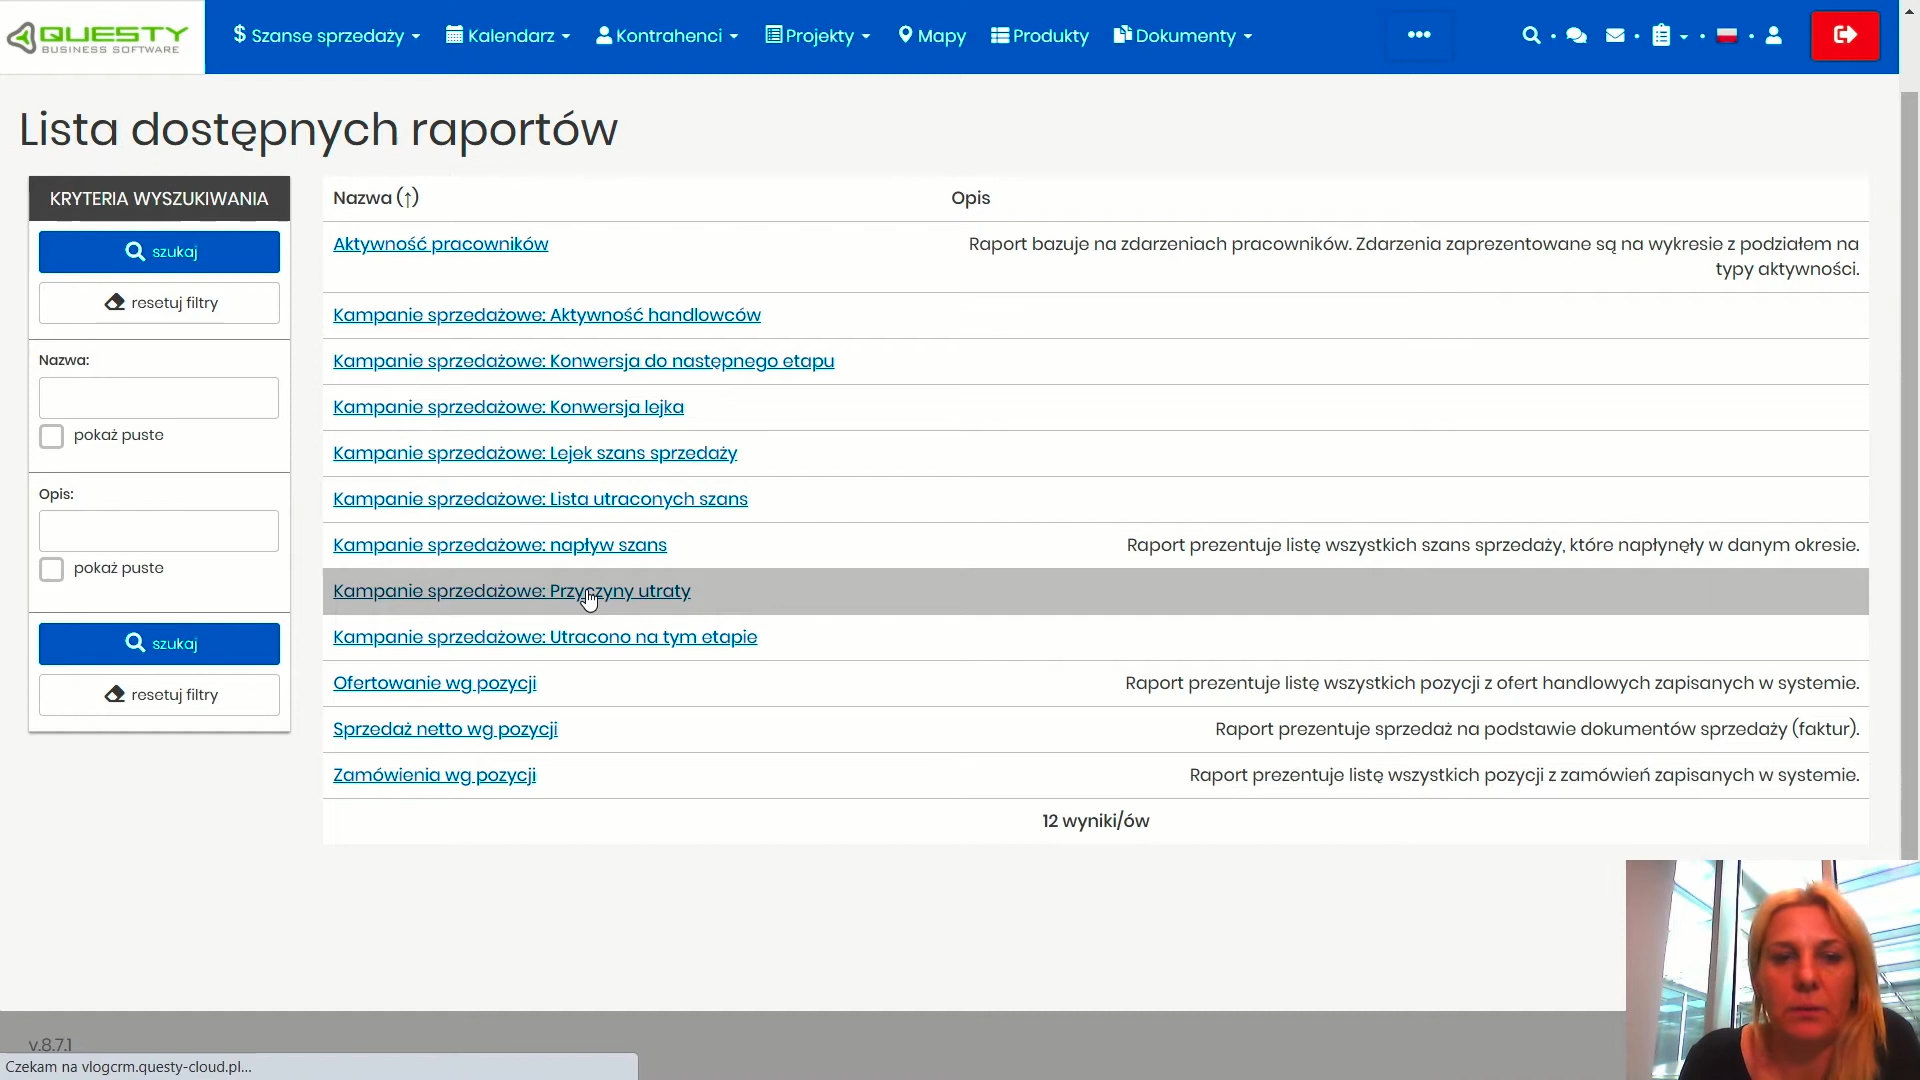 QUESTY
BUSINESS SOFTWARE
$ Szanse sprzedaży
Kalendarz
Kontrahenci
Projekty
Mapy
Produkty
Dokumenty
Lista dostępnych raportów
KRYTERIA WYSZUKIWANIA
szukaj
resetuj filtry
Nazwa:
pokaż puste
Opis:
pokaż puste
szukaj
resetuj filtry
Nazwa (↑)
Opis
Aktywność pracowników
Raport bazuje na zdarzeniach pracowników. Zdarzenia zaprezentowane są na wykresie z podziałem na
typy aktywności.
Kampanie sprzedażowe: Aktywność handlowców
Kampanie sprzedażowe: Konwersja do następnego etapu
Kampanie sprzedażowe: Konwersja lejka
Kampanie sprzedażowe: Lejek szans sprzedaży
Kampanie sprzedażowe: Lista utraconych szans
Kampanie sprzedażowe: napływ szans
Raport prezentuje listę wszystkich szans sprzedaży, które napłynęły w danym okresie.
Kampanie sprzedażowe: Przyczyny utraty
Kampanie sprzedażowe: Utracono na tym etapie
Ofertowanie wg pozycji
Raport prezentuje listę wszystkich pozycji z ofert handlowych zapisanych w systemie.
Sprzedaż netto wg pozycji
Raport prezentuje sprzedaż na podstawie dokumentów sprzedaży (faktur).
Zamówienia wg pozycji
Raport prezentuje listę wszystkich pozycji z zamówień zapisanych w systemie.
12 wyniki/ów
v.8.7.1
Czekam na vlogcrm.questy-cloud.pl...